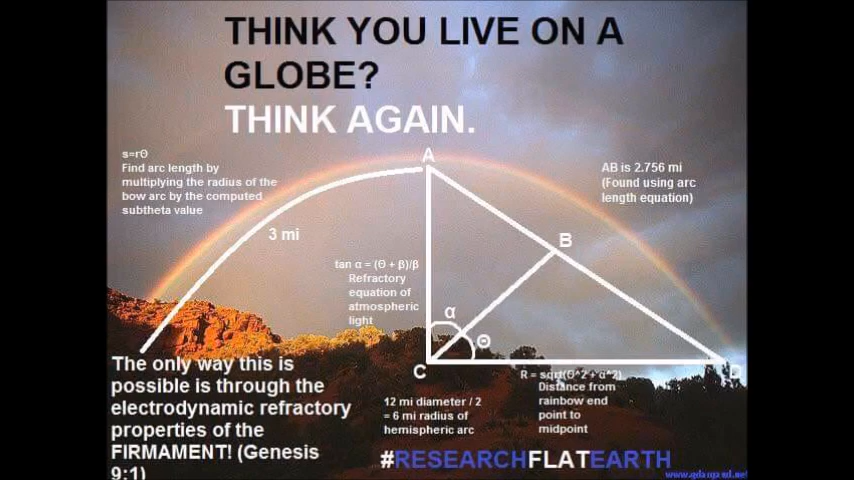 THINK YOU LIVE ON A
GLOBE?
THINK AGAIN.
s=rΘ
Find arc length by
multiplying the radius of the
bow arc by the computed
subtheta value
A
AB is 2.756 mi
(Found using arc
length equation)
3 mi
B
tan α = (Θ + β)/β
Refractory
equation of
atmospheric
light
α
Θ
C
R = sqrt(Θ^2 + α^2)
D
Distance from
rainbow end
point to
midpoint
12 mi diameter / 2
= 6 mi radius of
hemispheric arc
The only way this is
possible is through the
electrodynamic refractory
properties of the
FIRMAMENT! (Genesis
9:1)
#RESEARCHFLATEARTH